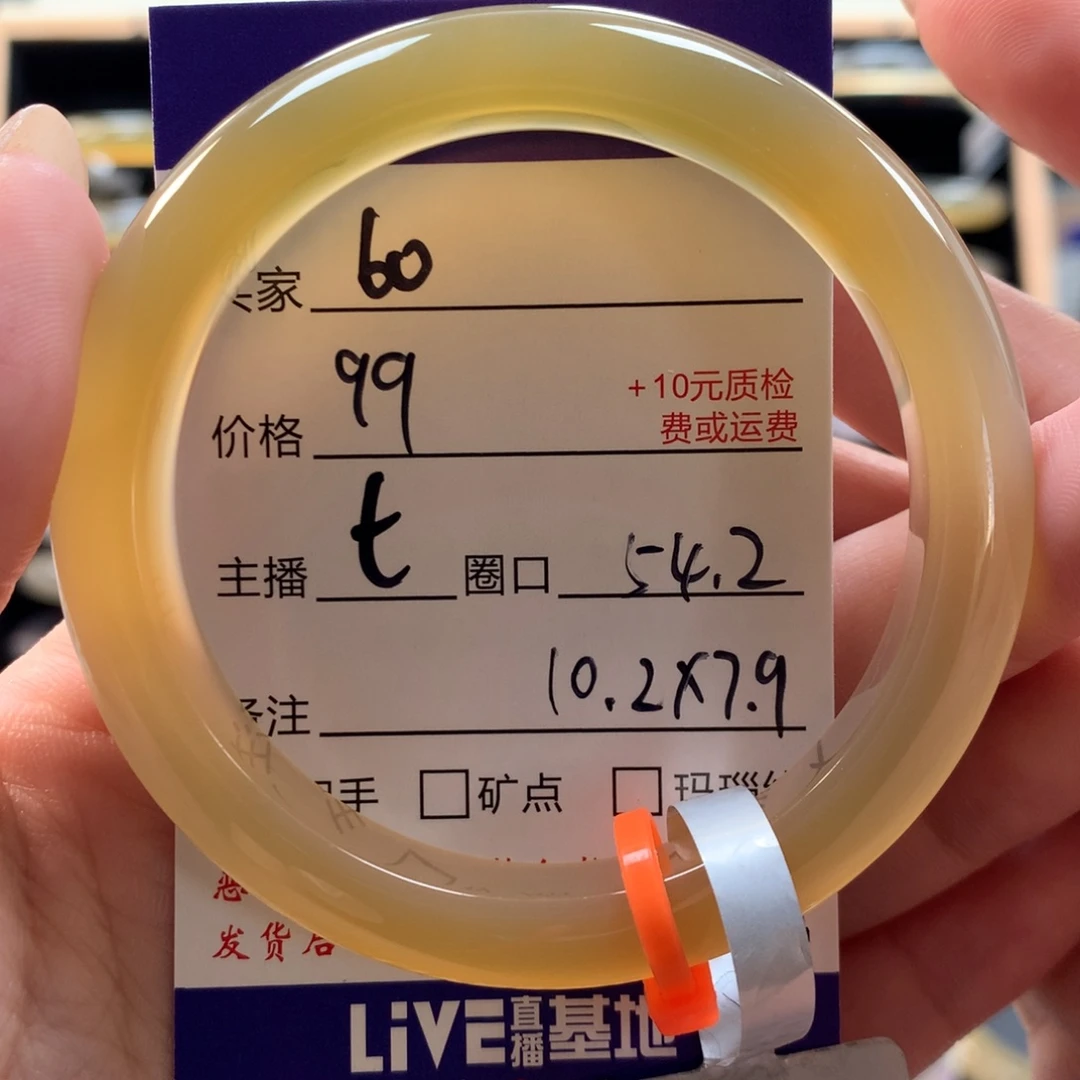 家 60
价格 99 +10元质检
费或运费
主播 t 圈口 54.2
注 10.2X7.9
手 □矿点 □玛瑙
发货后
LiVE直播基地